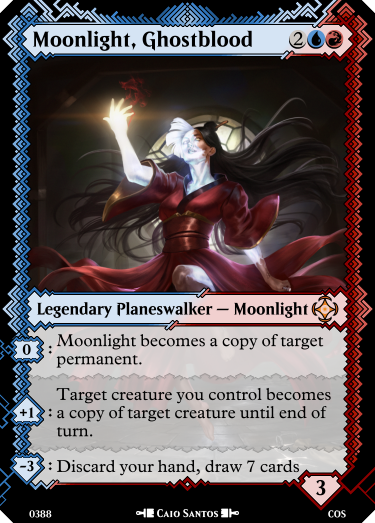 Moonlight, Ghostblood 2
Legendary Planeswalker — Moonlight
0 : Moonlight becomes a copy of target
permanent.
Target creature you control becomes
+1 : a copy of target creature until end of
turn.
-3 : Discard your hand, draw 7 cards
3
0388 Caio Santos COS